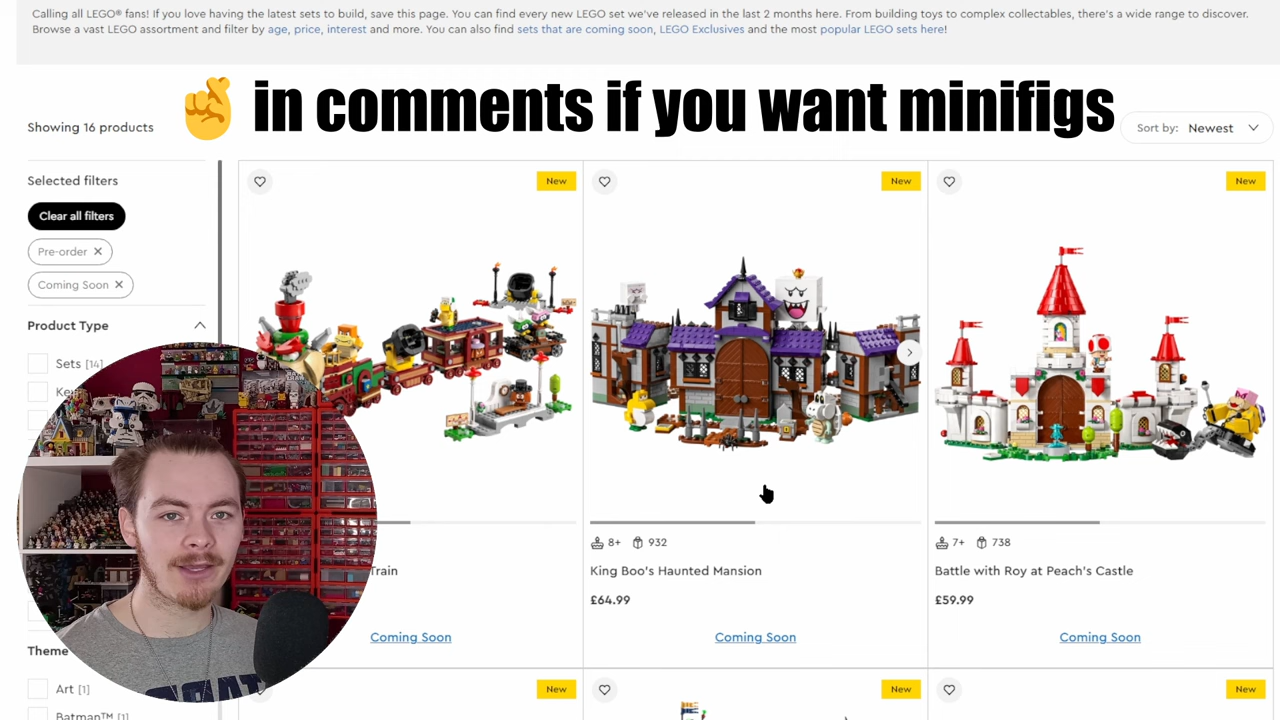 Calling all LEGO® fans! If you love having the latest sets to build, save this page. You can find every new LEGO set we've released in the last 2 months here. From building toys to complex collectables, there's a wide range to discover.
Browse a vast LEGO assortment and filter by age, price, interest and more. You can also find sets that are coming soon, LEGO Exclusives and the most popular LEGO sets here!
in comments if you want minifigs
Showing 16 products
Sort by: Newest
Selected filters
Clear all filters
Pre-order ×
Coming Soon ×
Product Type
Sets [14]
New
New
New
8+ 932
7+ 738
Train
King Boo's Haunted Mansion
Battle with Roy at Peach's Castle
£64.99
£59.99
Coming Soon
Coming Soon
Coming Soon
Theme
Art [1]
Batman™ [1]
New
New
New